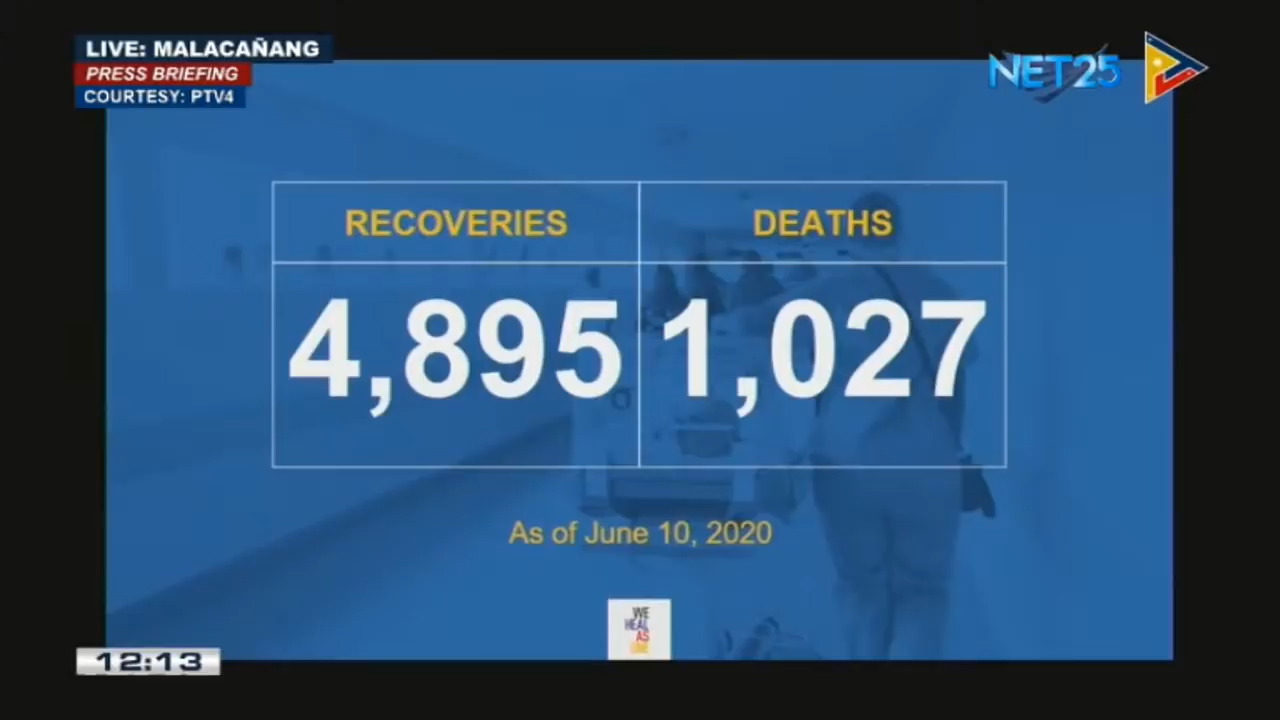 LIVE: MALACAÑANG
PRESS BRIEFING
COURTESY: PTV4
NET25
RECOVERIES
DEATHS
4,895
1,027
As of June 10, 2020
WE
HEAL
AS
ONE
12:13